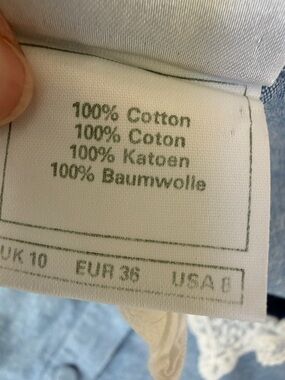 100% Cotton
100% Coton
100% Katoen
100% Baumwolle
UK 10 EUR 36 USA 8